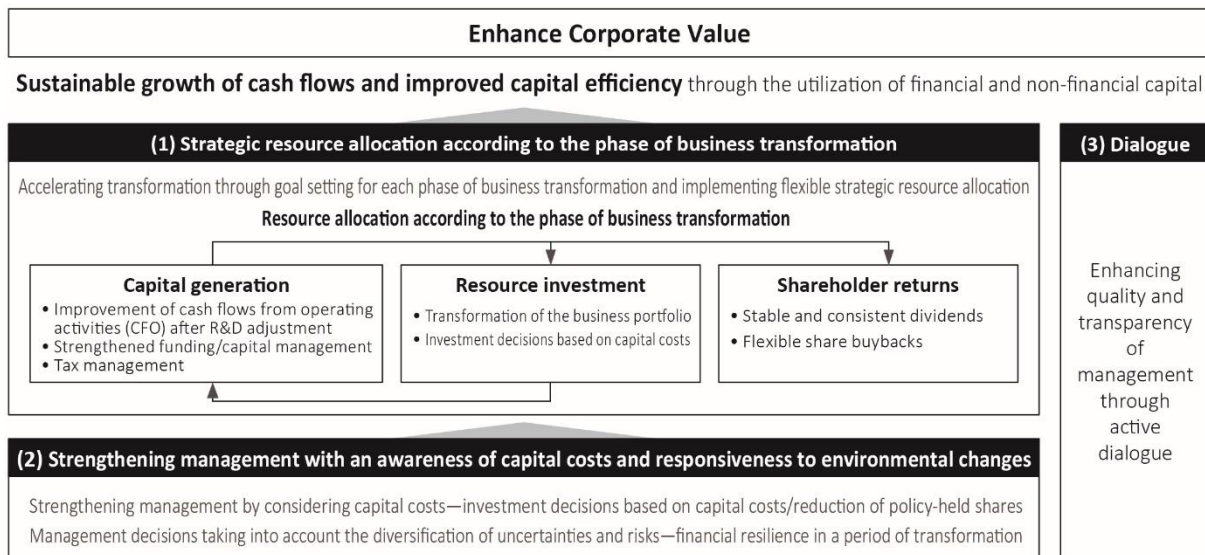 Enhance Corporate Value
Sustainable growth of cash flows and improved capital efficiency through the utilization of financial and non-financial capital
(1) Strategic resource allocation according to the phase of business transformation
Accelerating transformation through goal setting for each phase of business transformation and implementing flexible strategic resource allocation
Resource allocation according to the phase of business transformation
Capital generation
• Improvement of cash flows from operating
activities (CFO) after R&D adjustment
• Strengthened funding/capital management
• Tax management
Resource investment
• Transformation of the business portfolio
• Investment decisions based on capital costs
Shareholder returns
• Stable and consistent dividends
• Flexible share buybacks
(2) Strengthening management with an awareness of capital costs and responsiveness to environmental changes
Strengthening management by considering capital costs—investment decisions based on capital costs/reduction of policy-held shares
Management decisions taking into account the diversification of uncertainties and risks—financial resilience in a period of transformation
(3) Dialogue
Enhancing
quality and
transparency
of
management
through
active
dialogue